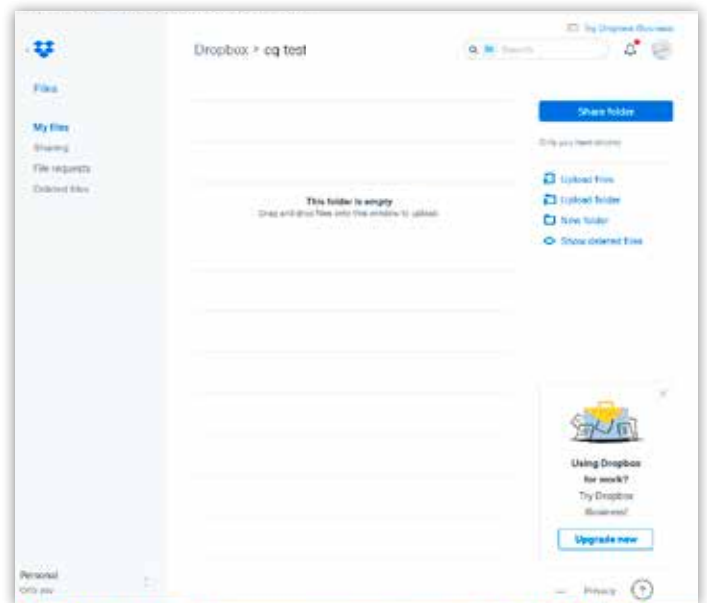 Try Dropbox Business
Dropbox > cq test
Search
Files
My files
Sharing
File requests
Deleted files
Share folder
Only you have access
Upload files
Upload folder
New folder
Show deleted files
This folder is empty
Drag and drop files onto this window to upload
Using Dropbox
for work?
Try Dropbox
Business!
Upgrade now
Personal
Only you
Privacy